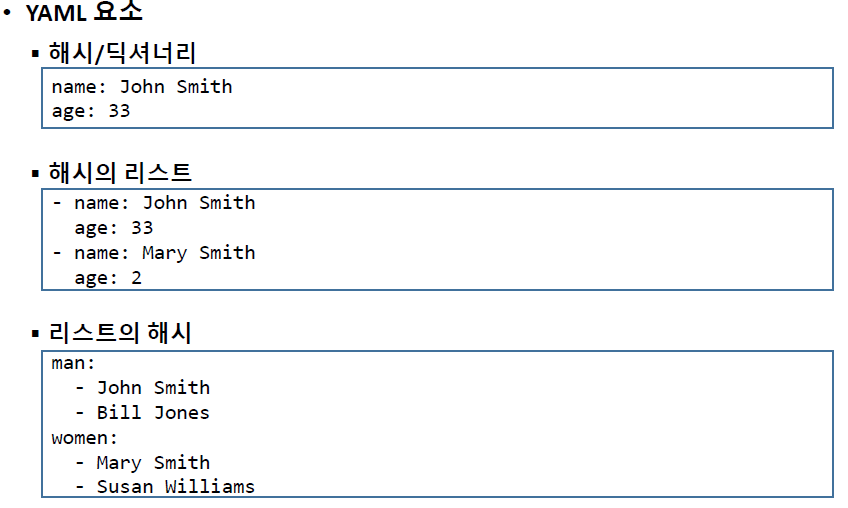 • YAML 요소
▪ 해시/딕셔너리
name: John Smith
age: 33
▪ 해시의 리스트
- name: John Smith
  age: 33
- name: Mary Smith
  age: 2
▪ 리스트의 해시
man:
  - John Smith
  - Bill Jones
women:
  - Mary Smith
  - Susan Williams